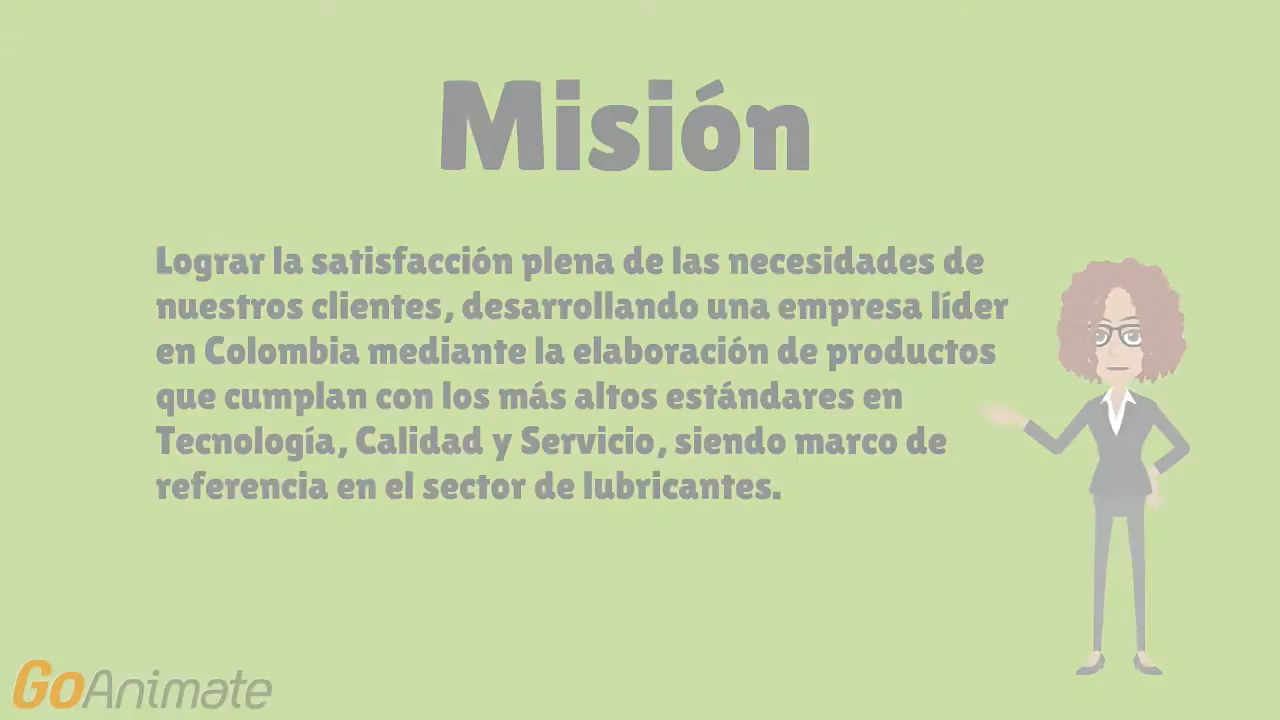 Misión
Lograr la satisfacción plena de las necesidades de
nuestros clientes, desarrollando una empresa líder
en Colombia mediante la elaboración de productos
que cumplan con los más altos estándares en
Tecnología, Calidad y Servicio, siendo marco de
referencia en el sector de lubricantes.
GoAnimate